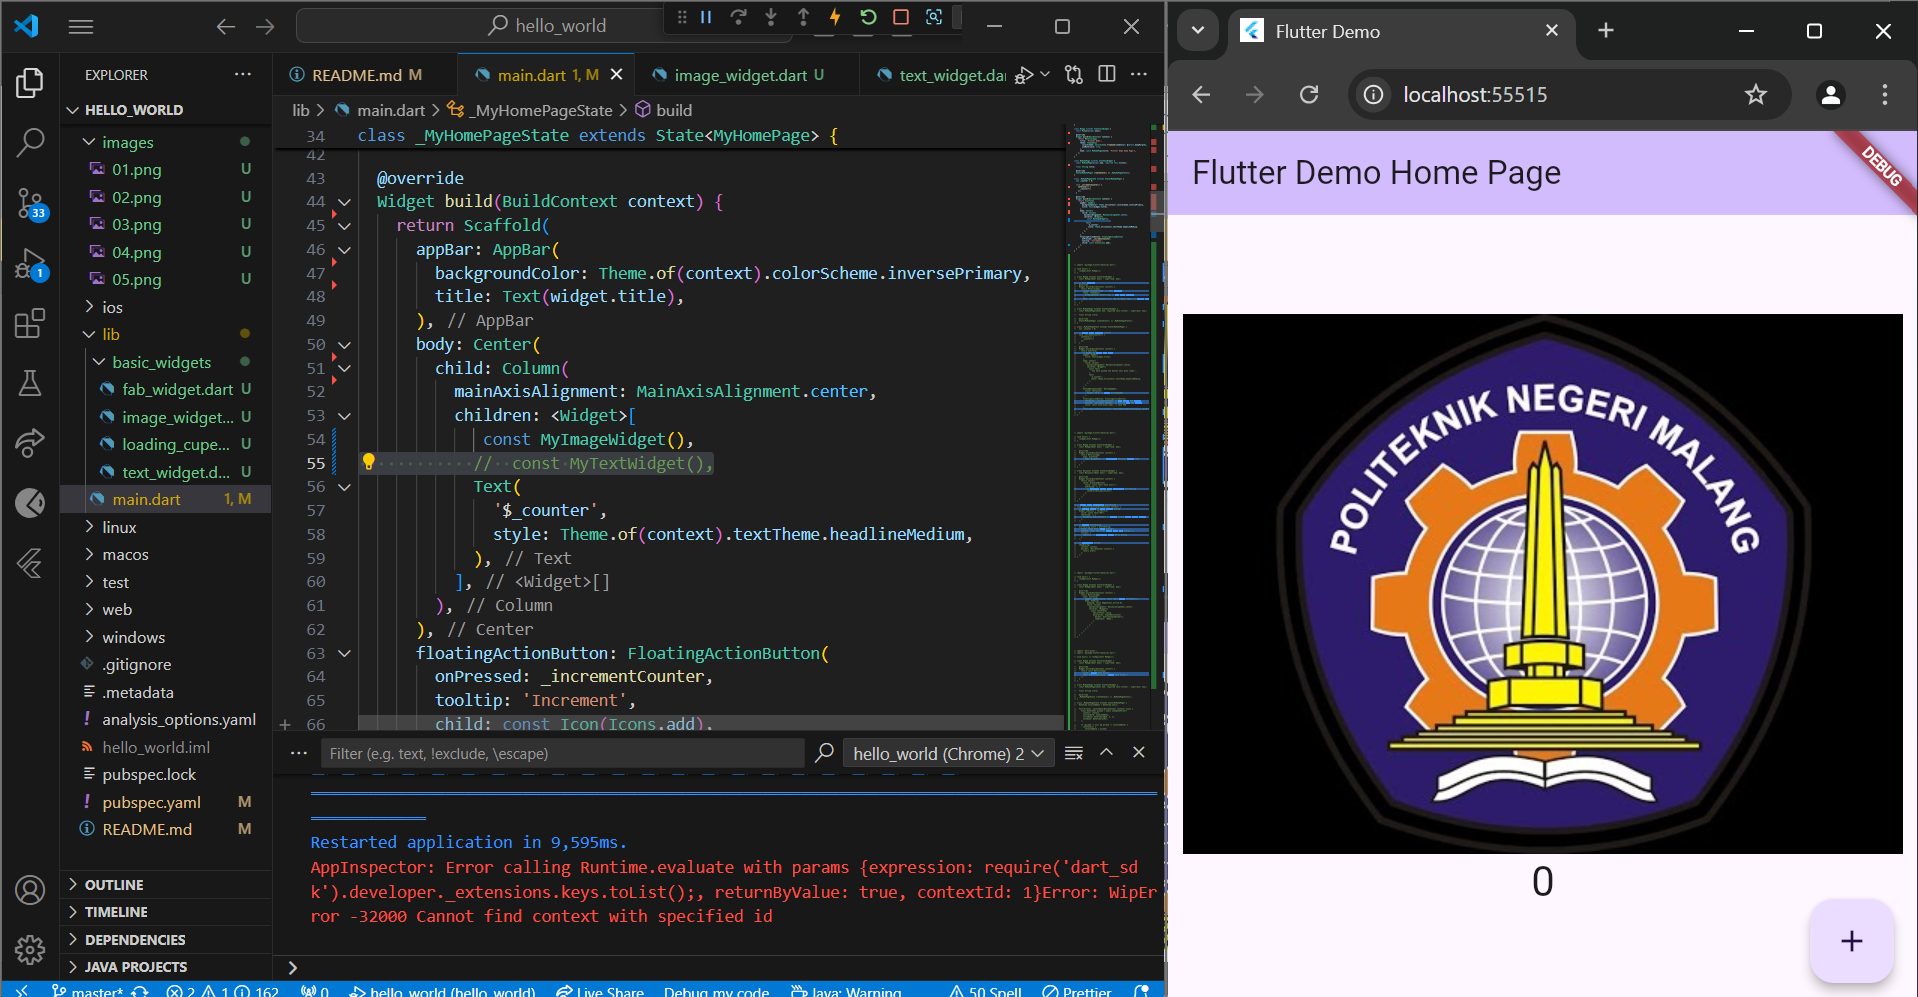 hello_world
EXPLORER
HELLO_WORLD
images
01.png U
02.png U
03.png U
04.png U
05.png U
ios
lib
basic_widgets
fab_widget.dart U
image_widget... U
loading_cupe... U
text_widget.d... U
main.dart 1, M
linux
macos
test
web
windows
.gitignore
.metadata
analysis_options.yaml
hello_world.iml
pubspec.lock
pubspec.yaml M
README.md M
OUTLINE
TIMELINE
DEPENDENCIES
JAVA PROJECTS
33
1
README.md M
main.dart 1, M
image_widget.dart U
text_widget.da
lib > main.dart > _MyHomePageState > build
34 class _MyHomePageState extends State<MyHomePage> {
42
43 @override
44 Widget build(BuildContext context) {
45 return Scaffold(
46 appBar: AppBar(
47 backgroundColor: Theme.of(context).colorScheme.inversePrimary,
48 title: Text(widget.title),
49 ), // AppBar
50 body: Center(
51 child: Column(
52 mainAxisAlignment: MainAxisAlignment.center,
53 children: <Widget>[
54 const MyImageWidget(),
55 // const MyTextWidget(),
56 Text(
57 '$_counter',
58 style: Theme.of(context).textTheme.headlineMedium,
59 ), // Text
60 ], // <Widget>[]
61 ), // Column
62 ), // Center
63 floatingActionButton: FloatingActionButton(
64 onPressed: _incrementCounter,
65 tooltip: 'Increment',
66 child: const Icon(Icons.add),
Filter (e.g. text, !exclude, \escape)
hello_world (Chrome) 2
Restarted application in 9,595ms.
AppInspector: Error calling Runtime.evaluate with params {expression: require('dart_sd
k').developer._extensions.keys.toList();, returnByValue: true, contextId: 1}Error: WipEr
ror -32000 Cannot find context with specified id
master* 2 1 162 0 hello_world (hello_world) Live Share Debug my code Java: Warning 50 Spell Prettier
Flutter Demo
localhost:55515
Flutter Demo Home Page
DEBUG
POLITEKNIK NEGERI MALANG
0